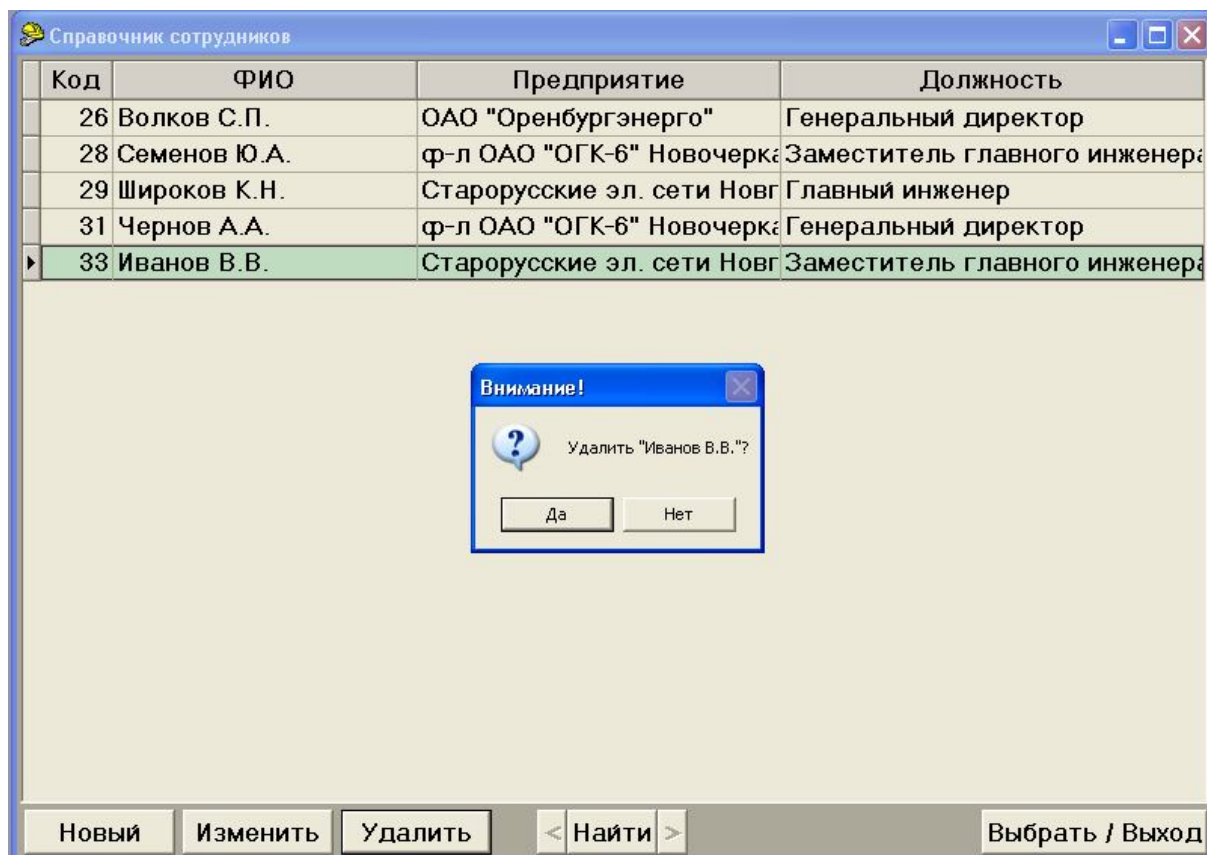 Справочник сотрудников
Код ФИО Предприятие Должность
26 Волков С.П. ОАО "Оренбургэнерго" Генеральный директор
28 Семенов Ю.А. ф-л ОАО "ОГК-6" Новочерка Заместитель главного инженера
29 Широков К.Н. Старорусские эл. сети Новг Главный инженер
31 Чернов А.А. ф-л ОАО "ОГК-6" Новочерка Генеральный директор
33 Иванов В.В. Старорусские эл. сети Новг Заместитель главного инженера
Внимание!
Удалить "Иванов В.В."?
Да Нет
Новый Изменить Удалить < Найти > Выбрать / Выход